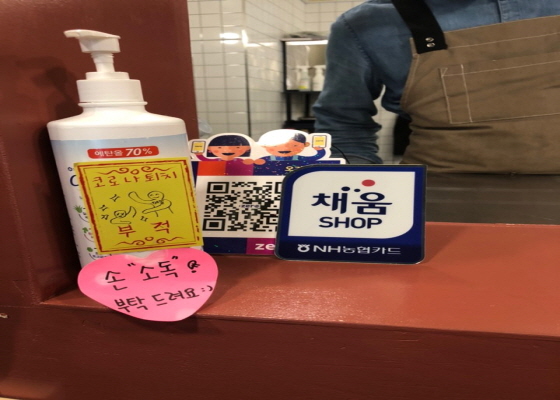 에탄올 70%
코로나 퇴치
부적
손 "소독"
부탁 드려요:(
채움
SHOP
NH농협카드
ze